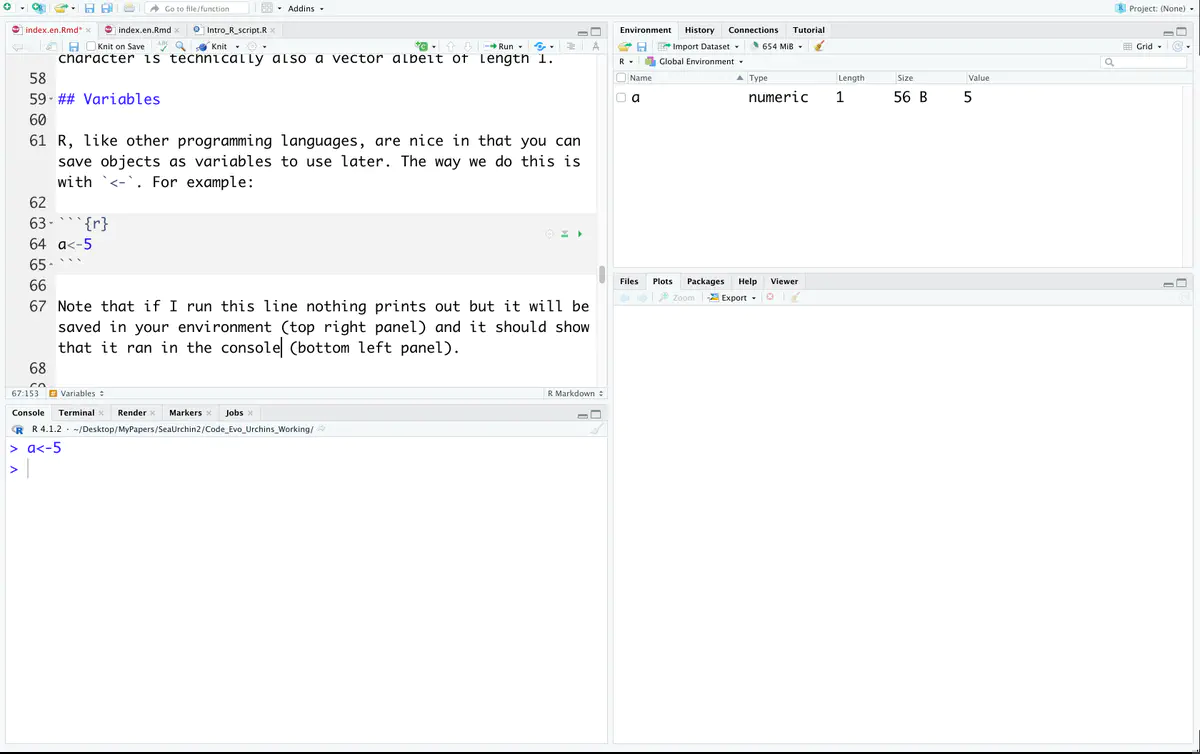 Go to file/function
Addins
Project: (None)
index.en.Rmd*
index.en.Rmd
Intro_R_script.R
Knit on Save
Knit
Run
character is technically also a vector albeit of length 1.
58
59 ## Variables
60
61 R, like other programming languages, are nice in that you can
save objects as variables to use later. The way we do this is
with `<-`. For example:
62
63 ```{r}
64 a<-5
65 ```
66
67 Note that if I run this line nothing prints out but it will be
saved in your environment (top right panel) and it should show
that it ran in the console (bottom left panel).
68
69
67:153 Variables R Markdown
Console Terminal Render Markers Jobs
R 4.1.2 · ~/Desktop/MyPapers/SeaUrchin2/Code_Evo_Urchins_Working/
> a<-5
>
Environment History Connections Tutorial
Import Dataset 654 MiB Grid
R Global Environment
Name Type Length Size Value
a numeric 1 56 B 5
Files Plots Packages Help Viewer
Zoom Export